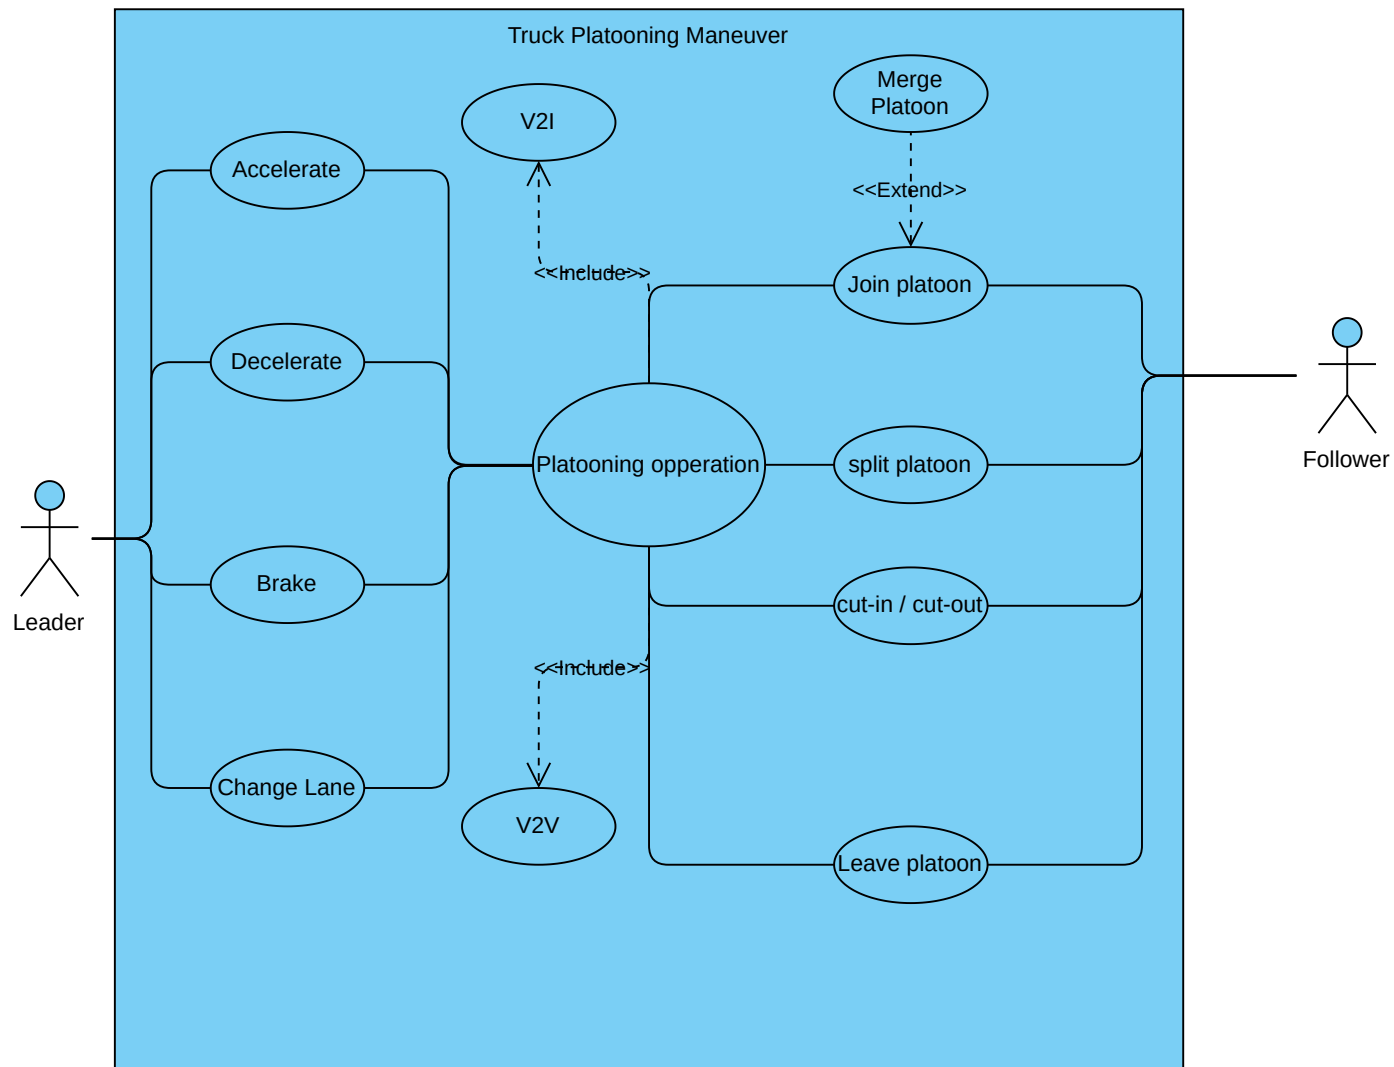 Truck Platooning Maneuver
Merge
Platoon
V2I
Accelerate
<<Extend>>
<<Include>>
Join platoon
Decelerate
Platooning opperation
split platoon
Follower
Brake
cut-in / cut-out
Leader
<<Include>>
Change Lane
V2V
Leave platoon